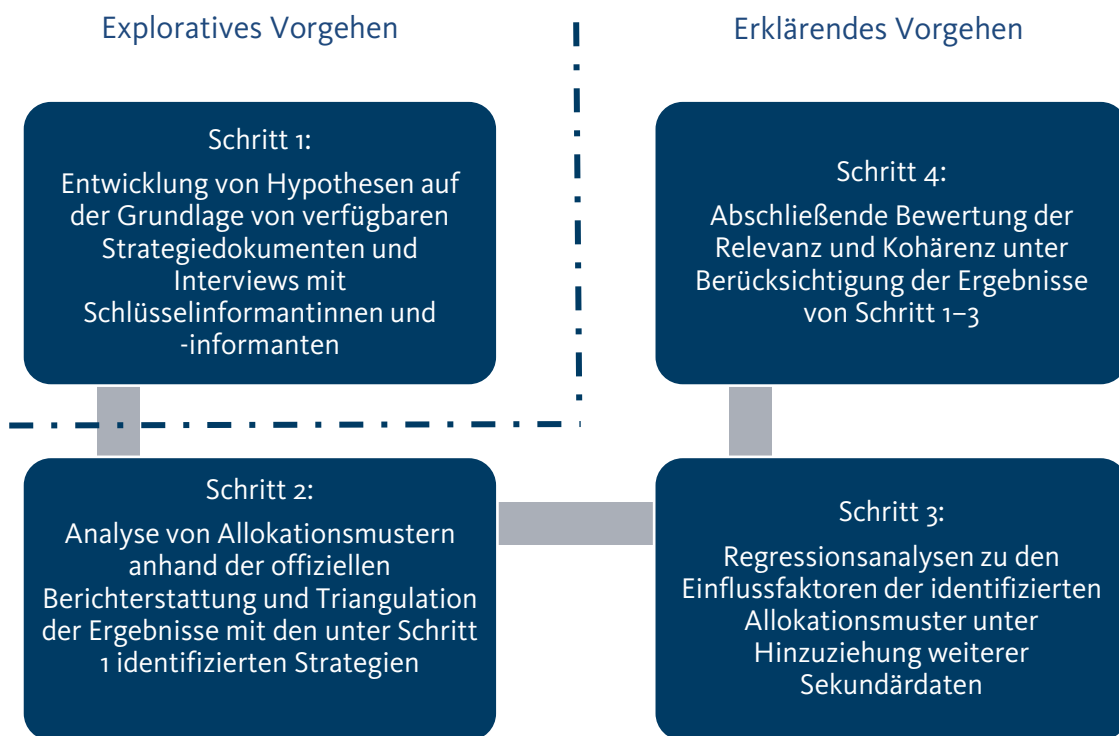 Exploratives Vorgehen
Erklärendes Vorgehen
Schritt 1:
Entwicklung von Hypothesen auf
der Grundlage von verfügbaren
Strategiedokumenten und
Interviews mit
Schlüsselinformantinnen und
-informanten
Schritt 2:
Analyse von Allokationsmustern
anhand der offiziellen
Berichterstattung und Triangulation
der Ergebnisse mit den unter Schritt
1 identifizierten Strategien
Schritt 3:
Regressionsanalysen zu den
Einflussfaktoren der identifizierten
Allokationsmuster unter
Hinzuziehung weiterer
Sekundärdaten
Schritt 4:
Abschließende Bewertung der
Relevanz und Kohärenz unter
Berücksichtigung der Ergebnisse
von Schritt 1–3